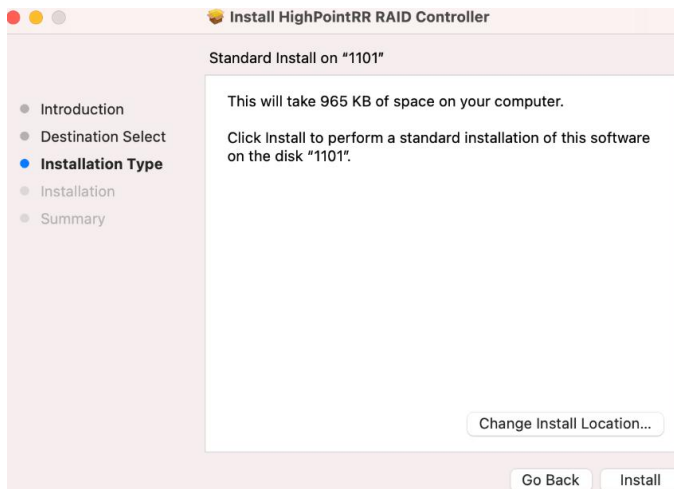 Install HighPointRR RAID Controller
Standard Install on “1101”
Introduction
Destination Select
Installation Type
Installation
Summary
This will take 965 KB of space on your computer.
Click Install to perform a standard installation of this software
on the disk “1101”.
Change Install Location...
Go Back
Install